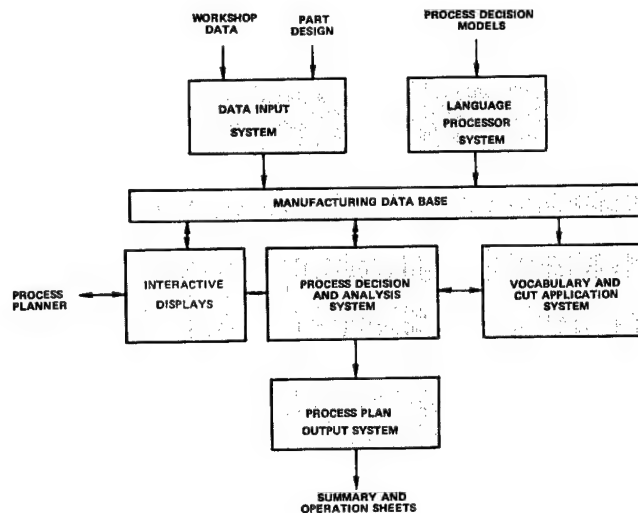 WORKSHOP
DATA
PART
DESIGN
PROCESS DECISION
MODELS
DATA INPUT
SYSTEM
LANGUAGE
PROCESSOR
SYSTEM
MANUFACTURING DATA BASE
PROCESS
PLANNER
INTERACTIVE
DISPLAYS
PROCESS DECISION
AND ANALYSIS
SYSTEM
VOCABULARY AND
CUT APPLICATION
SYSTEM
PROCESS PLAN
OUTPUT SYSTEM
SUMMARY AND
OPERATION SHEETS